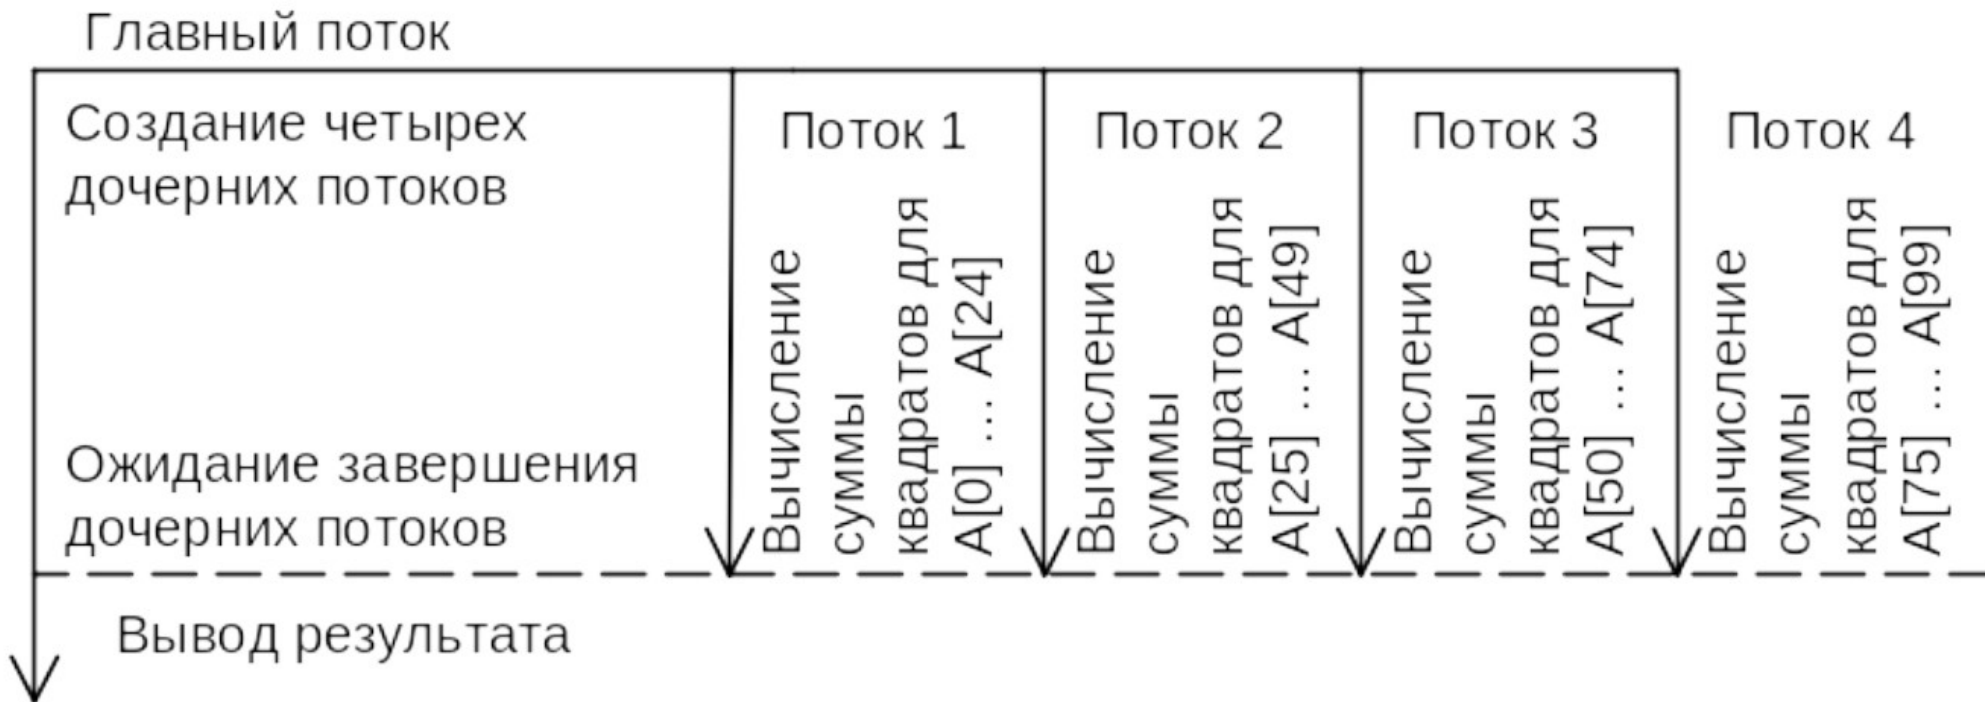 Главный поток
Создание четырех
дочерних потоков
Ожидание завершения
дочерних потоков
Вывод результата
Поток 1
Вычисление
суммы
квадратов для
A[0] ... A[24]
Поток 2
Вычисление
суммы
квадратов для
A[25] ... A[49]
Поток 3
Вычисление
суммы
квадратов для
A[50] ... A[74]
Поток 4
Вычисление
суммы
квадратов для
A[75] ... A[99]